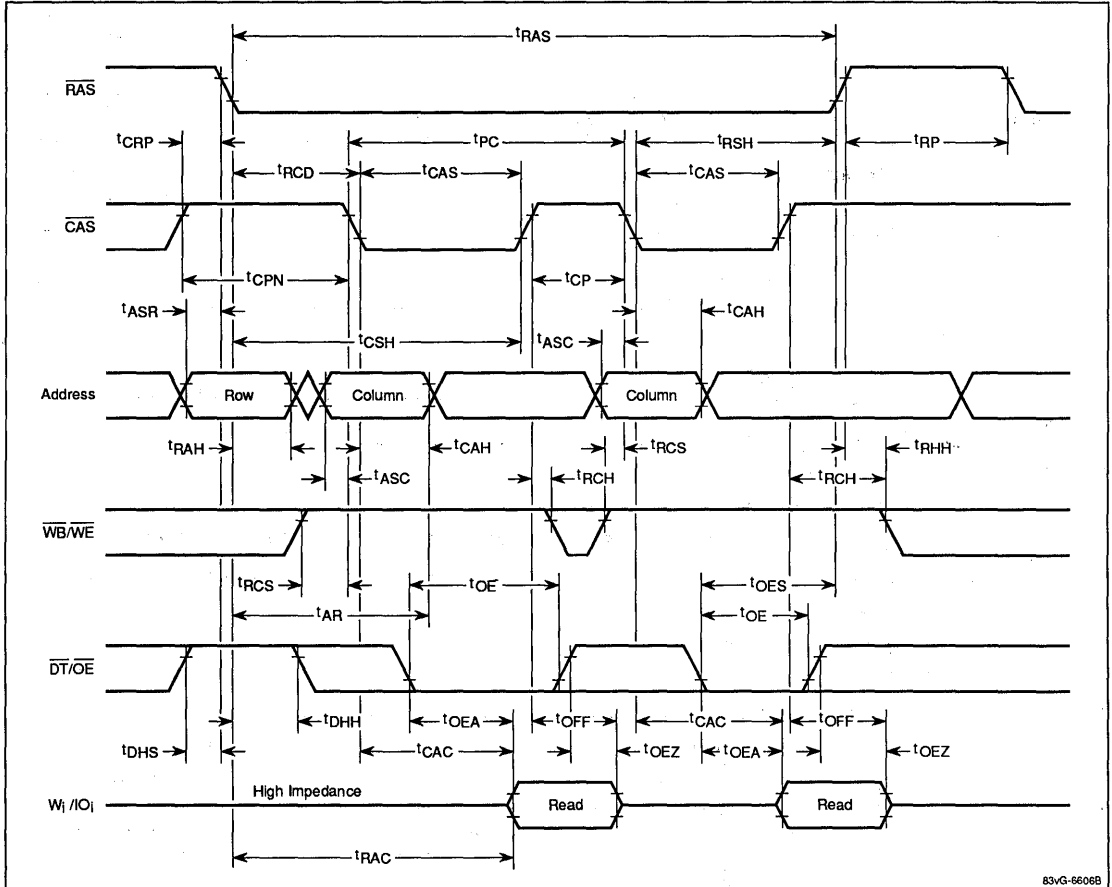 tRAS
RAS
tCRP
tPC
tRSH
tRP
tRCD
tCAS
tCAS
CAS
tCPN
tCP
tASR
tCAH
tCSH
tASC
Address
Row
Column
Column
tRAH
tCAH
tRCS
tRHH
tASC
tRCH
tRCH
WB/WE
tRCS
tOE
tOES
tAR
tOE
DT/OE
tDHH
tOEA
tOFF
tCAC
tOFF
tDHS
tCAC
tOEZ
tOEA
tOEZ
High Impedance
Wi /IOi
Read
Read
tRAC
83vG-6606B